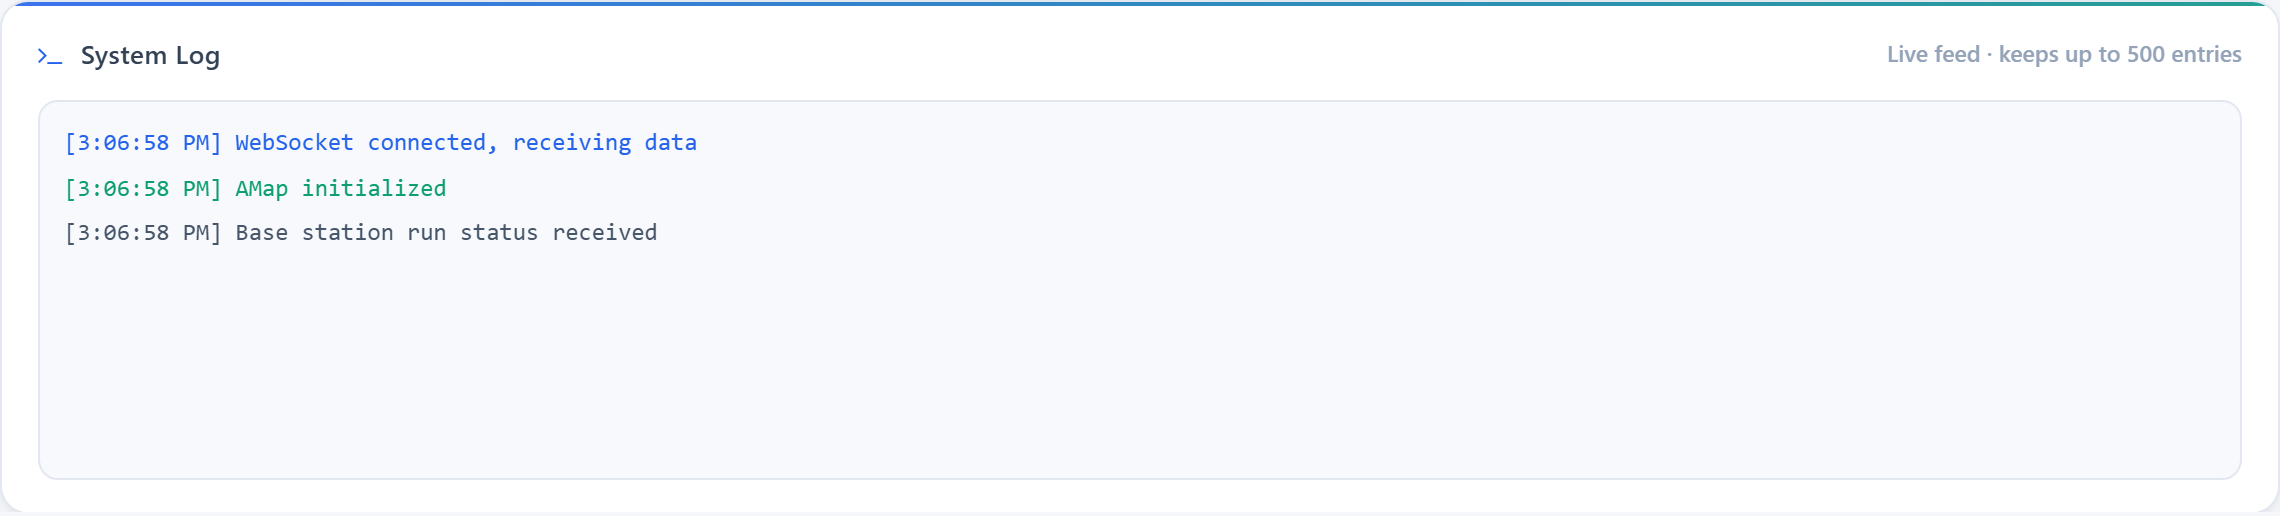 System Log
Live feed · keeps up to 500 entries
[3:06:58 PM] WebSocket connected, receiving data
[3:06:58 PM] AMap initialized
[3:06:58 PM] Base station run status received